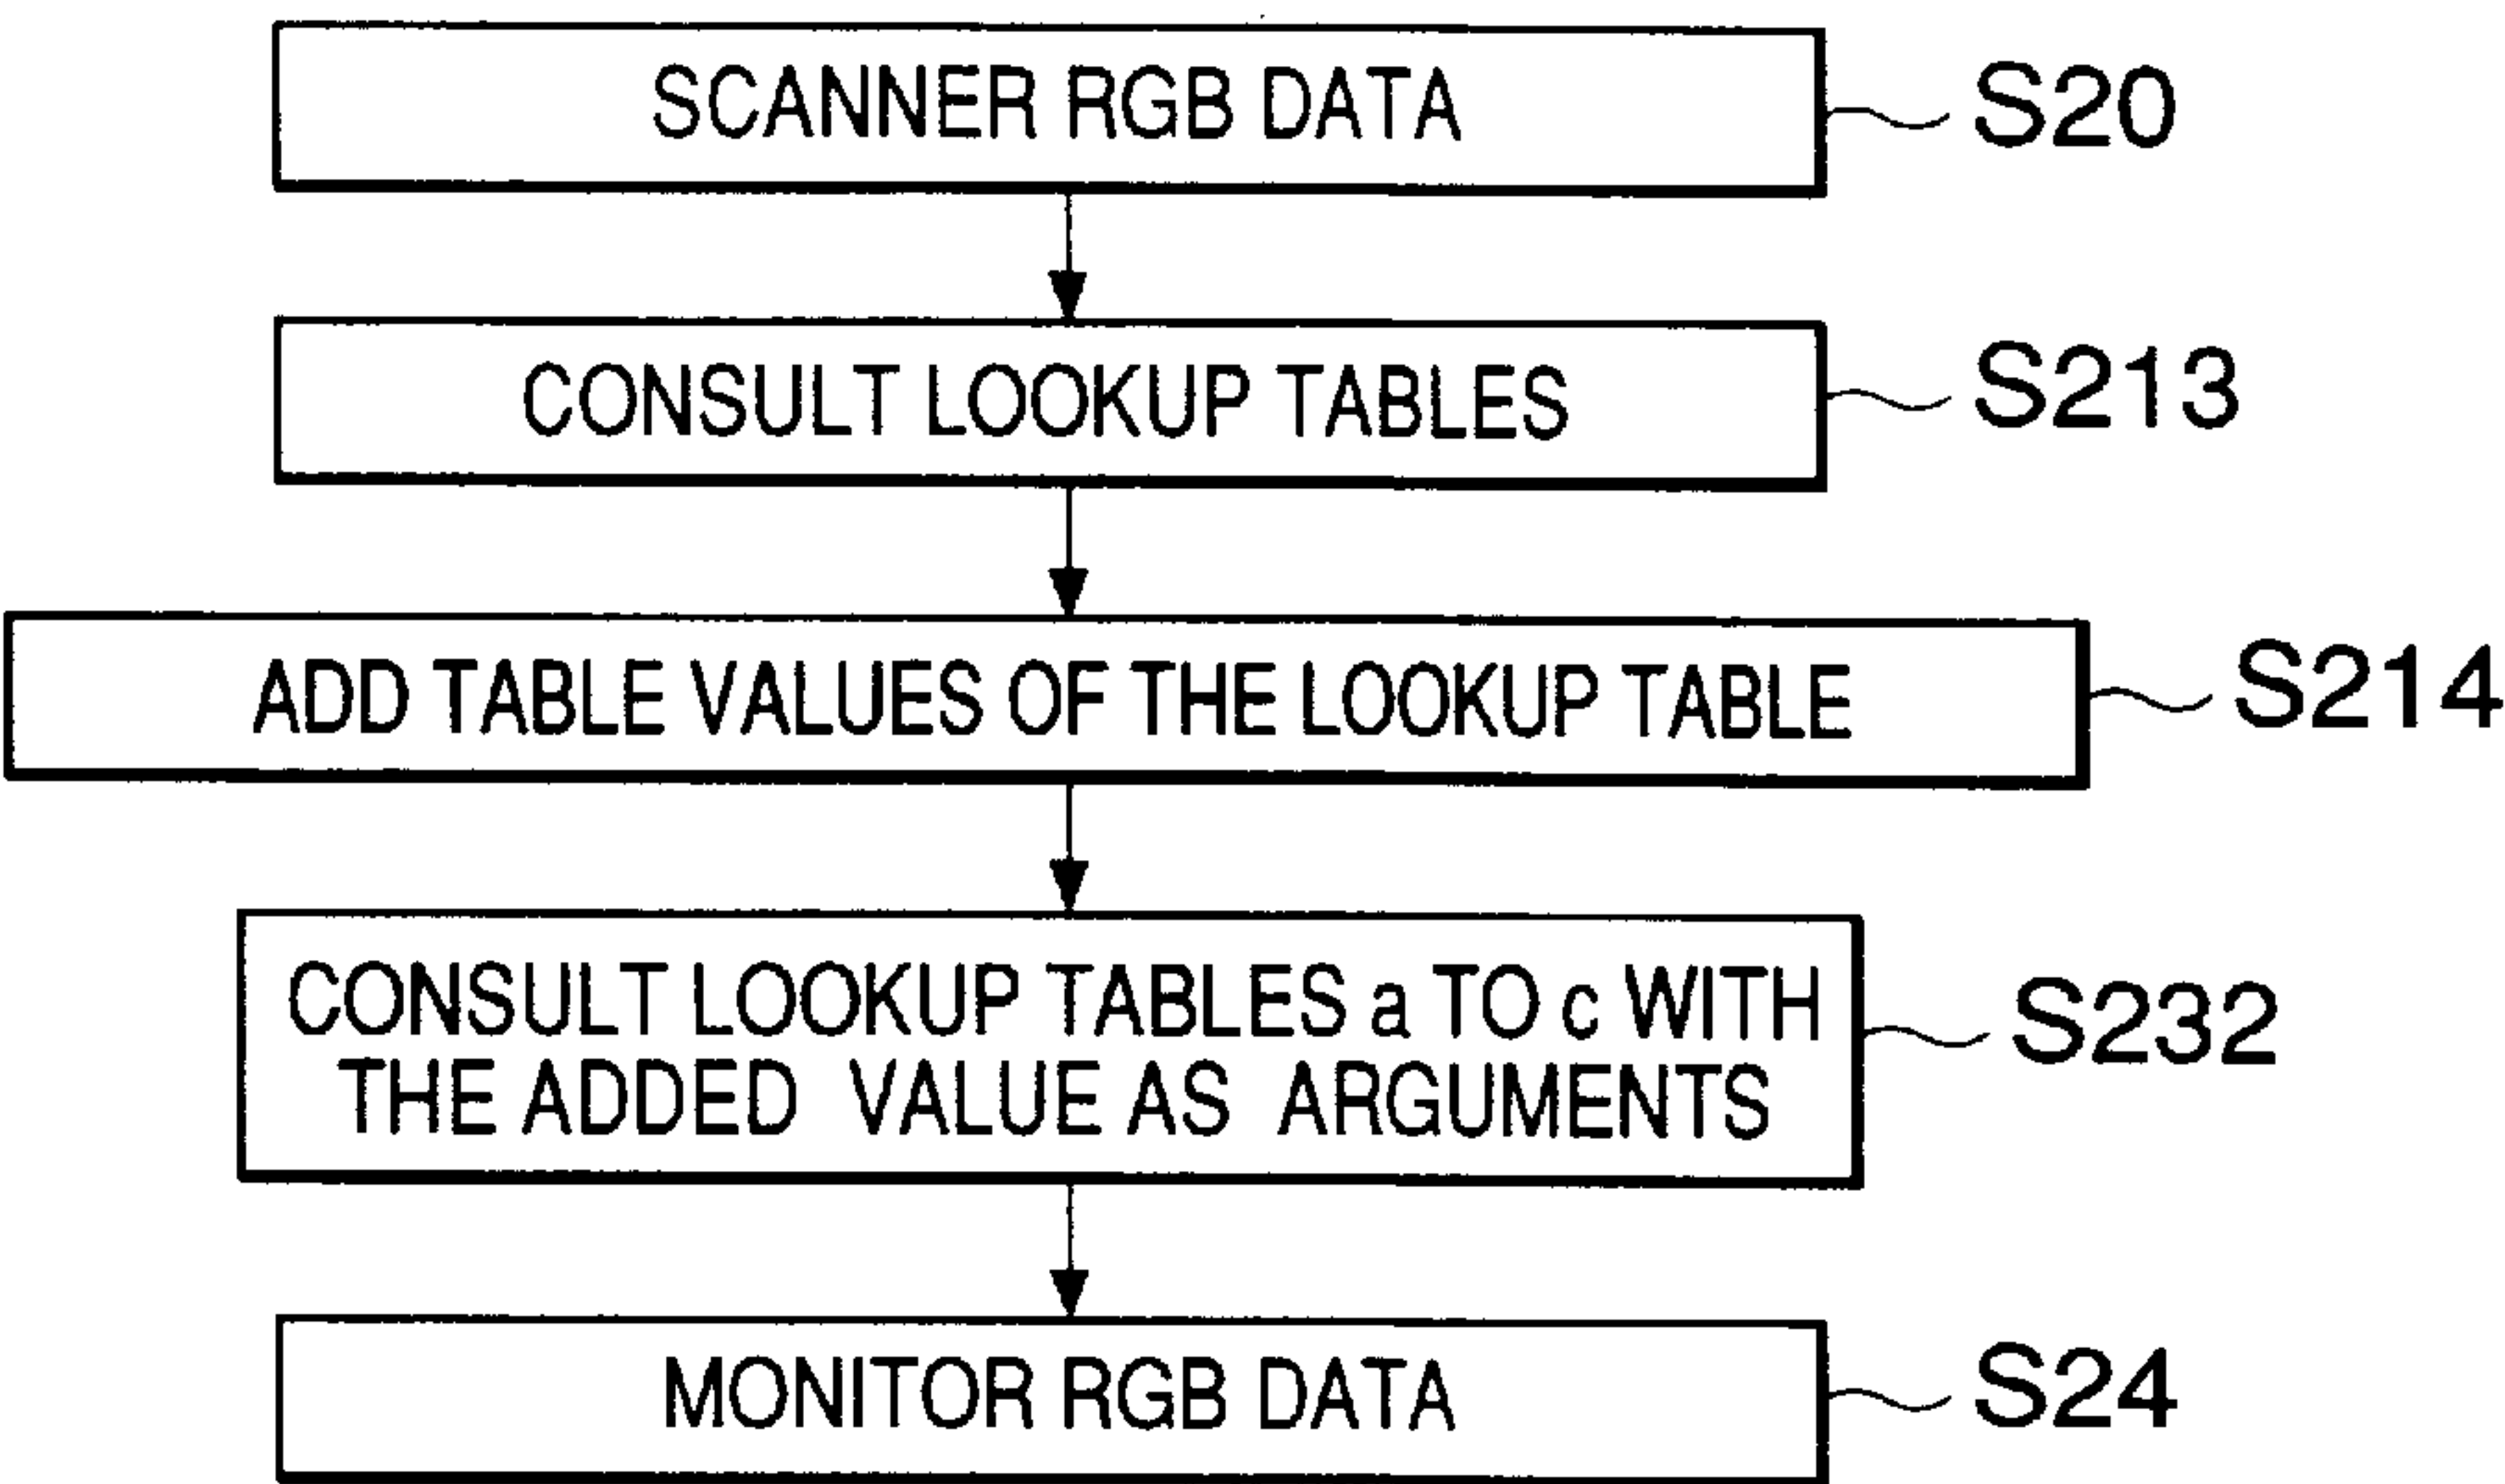 SCANNER RGB DATA S20
CONSULT LOOKUP TABLES S213
ADD TABLE VALUES OF THE LOOKUP TABLE S214
CONSULT LOOKUP TABLES a TO c WITH
THE ADDED VALUE AS ARGUMENTS
S232
MONITOR RGB DATA S24